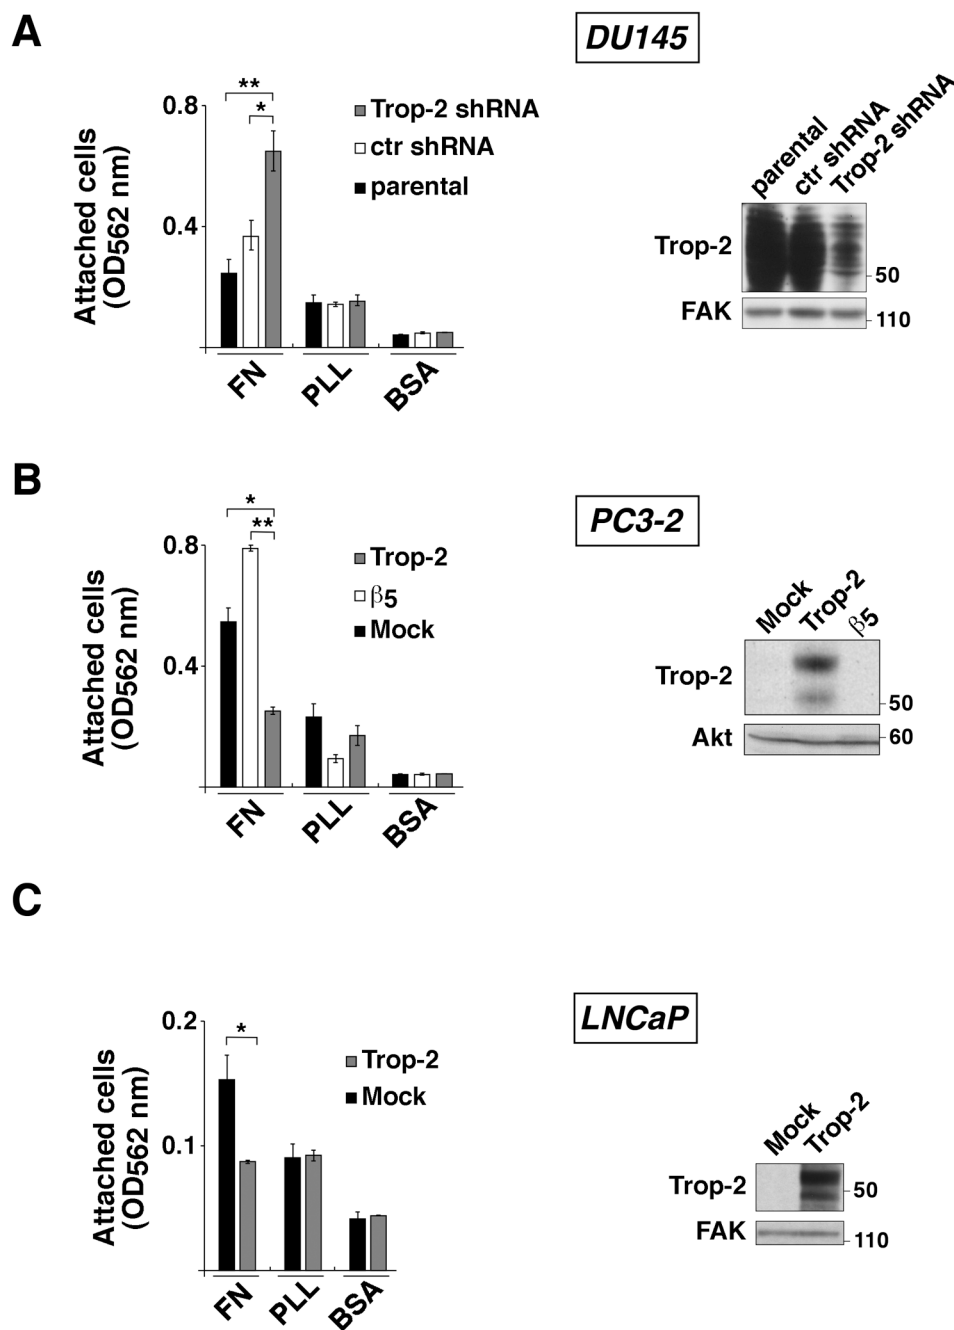 A
DU145
**
*
0.8
0.4
Attached cells
(OD562 nm)
Trop-2 shRNA
ctr shRNA
parental
FN
PLL
BSA
parental
ctr shRNA
Trop-2 shRNA
Trop-2
50
FAK
110
B
PC3-2
*
**
0.8
0.4
Attached cells
(OD562 nm)
Trop-2
β5
Mock
FN
PLL
BSA
Mock
Trop-2
β5
Trop-2
50
Akt
60
C
LNCaP
*
0.2
0.1
Attached cells
(OD562 nm)
Trop-2
Mock
FN
PLL
BSA
Mock
Trop-2
Trop-2
50
FAK
110